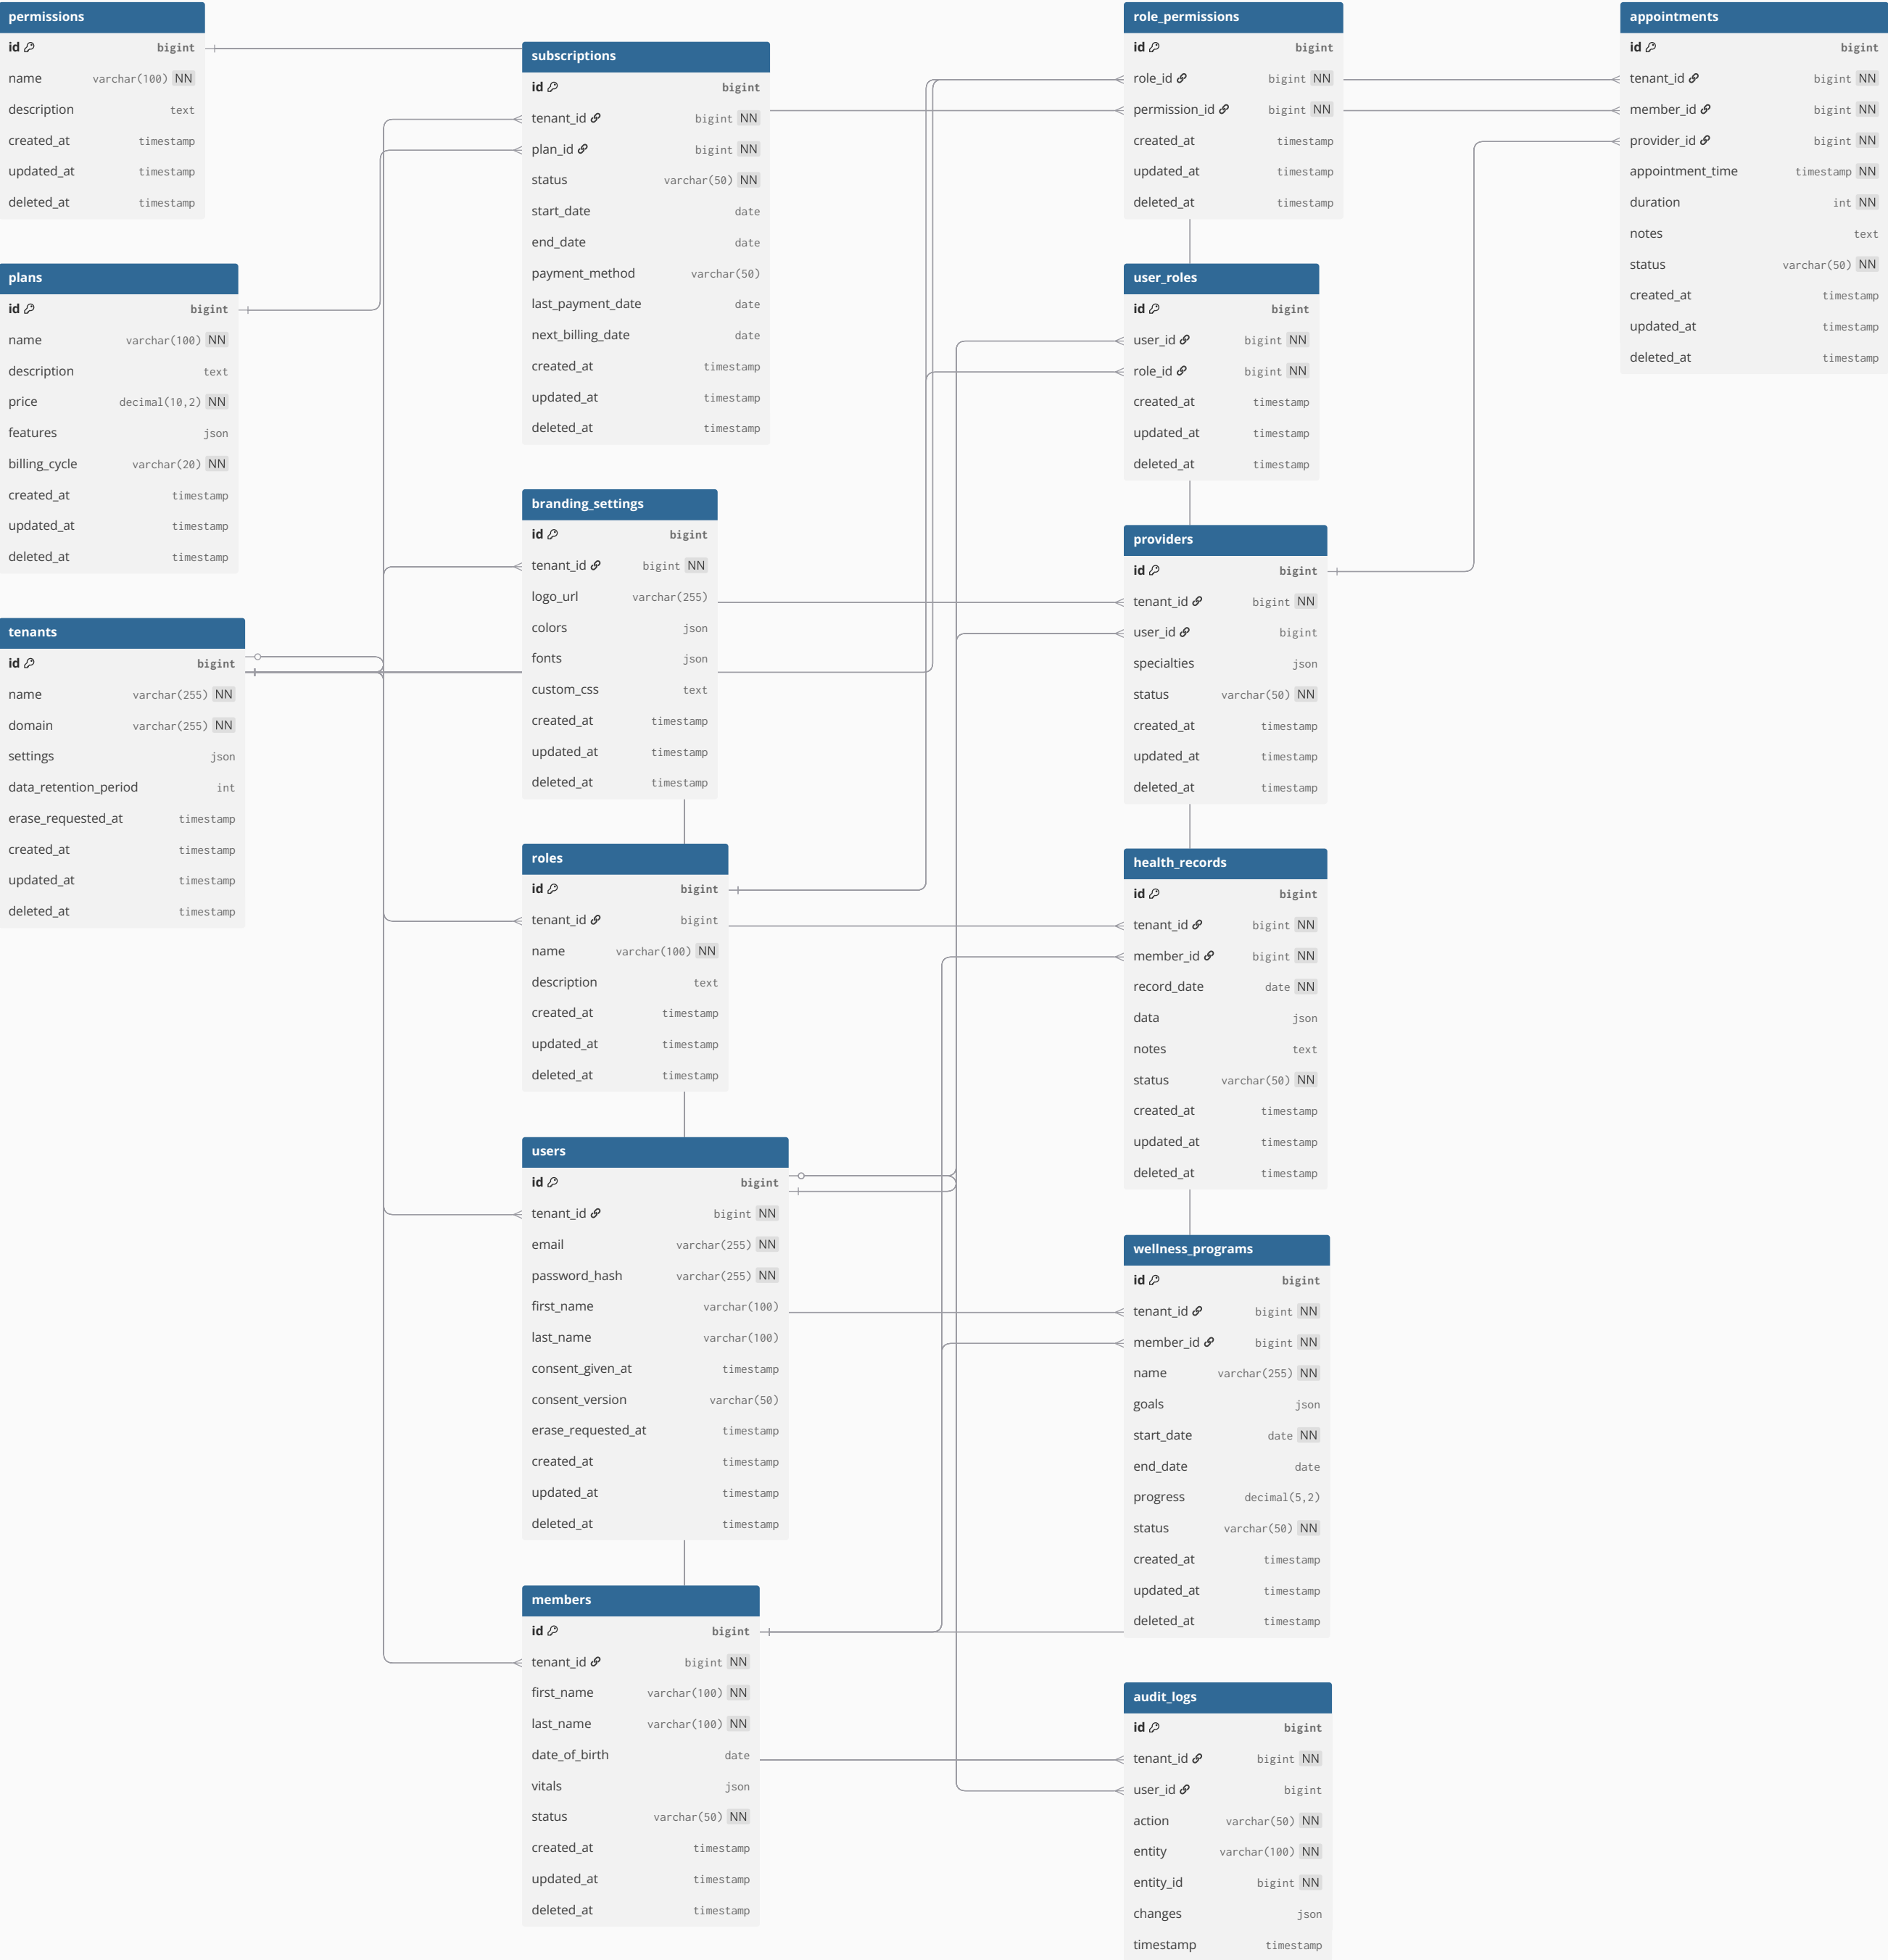 permissions
id bigint
name varchar(100) NN
description text
created_at timestamp
updated_at timestamp
deleted_at timestamp
plans
id bigint
name varchar(100) NN
description text
price decimal(10,2) NN
features json
billing_cycle varchar(20) NN
created_at timestamp
updated_at timestamp
deleted_at timestamp
tenants
id bigint
name varchar(255) NN
domain varchar(255) NN
settings json
data_retention_period int
erase_requested_at timestamp
created_at timestamp
updated_at timestamp
deleted_at timestamp
subscriptions
id bigint
tenant_id bigint NN
plan_id bigint NN
status varchar(50) NN
start_date date
end_date date
payment_method varchar(50)
last_payment_date date
next_billing_date date
created_at timestamp
updated_at timestamp
deleted_at timestamp
branding_settings
id bigint
tenant_id bigint NN
logo_url varchar(255)
colors json
fonts json
custom_css text
created_at timestamp
updated_at timestamp
deleted_at timestamp
roles
id bigint
tenant_id bigint
name varchar(100) NN
description text
created_at timestamp
updated_at timestamp
deleted_at timestamp
users
id bigint
tenant_id bigint NN
email varchar(255) NN
password_hash varchar(255) NN
first_name varchar(100)
last_name varchar(100)
consent_given_at timestamp
consent_version varchar(50)
erase_requested_at timestamp
created_at timestamp
updated_at timestamp
deleted_at timestamp
members
id bigint
tenant_id bigint NN
first_name varchar(100) NN
last_name varchar(100) NN
date_of_birth date
vitals json
status varchar(50) NN
created_at timestamp
updated_at timestamp
deleted_at timestamp
role_permissions
id bigint
role_id bigint NN
permission_id bigint NN
created_at timestamp
updated_at timestamp
deleted_at timestamp
user_roles
id bigint
user_id bigint NN
role_id bigint NN
created_at timestamp
updated_at timestamp
deleted_at timestamp
providers
id bigint
tenant_id bigint NN
user_id bigint
specialties json
status varchar(50) NN
created_at timestamp
updated_at timestamp
deleted_at timestamp
health_records
id bigint
tenant_id bigint NN
member_id bigint NN
record_date date NN
data json
notes text
status varchar(50) NN
created_at timestamp
updated_at timestamp
deleted_at timestamp
wellness_programs
id bigint
tenant_id bigint NN
member_id bigint NN
name varchar(255) NN
goals json
start_date date NN
end_date date
progress decimal(5,2)
status varchar(50) NN
created_at timestamp
updated_at timestamp
deleted_at timestamp
audit_logs
id bigint
tenant_id bigint NN
user_id bigint
action varchar(50) NN
entity varchar(100) NN
entity_id bigint NN
changes json
timestamp timestamp
appointments
id bigint
tenant_id bigint NN
member_id bigint NN
provider_id bigint NN
appointment_time timestamp NN
duration int NN
notes text
status varchar(50) NN
created_at timestamp
updated_at timestamp
deleted_at timestamp